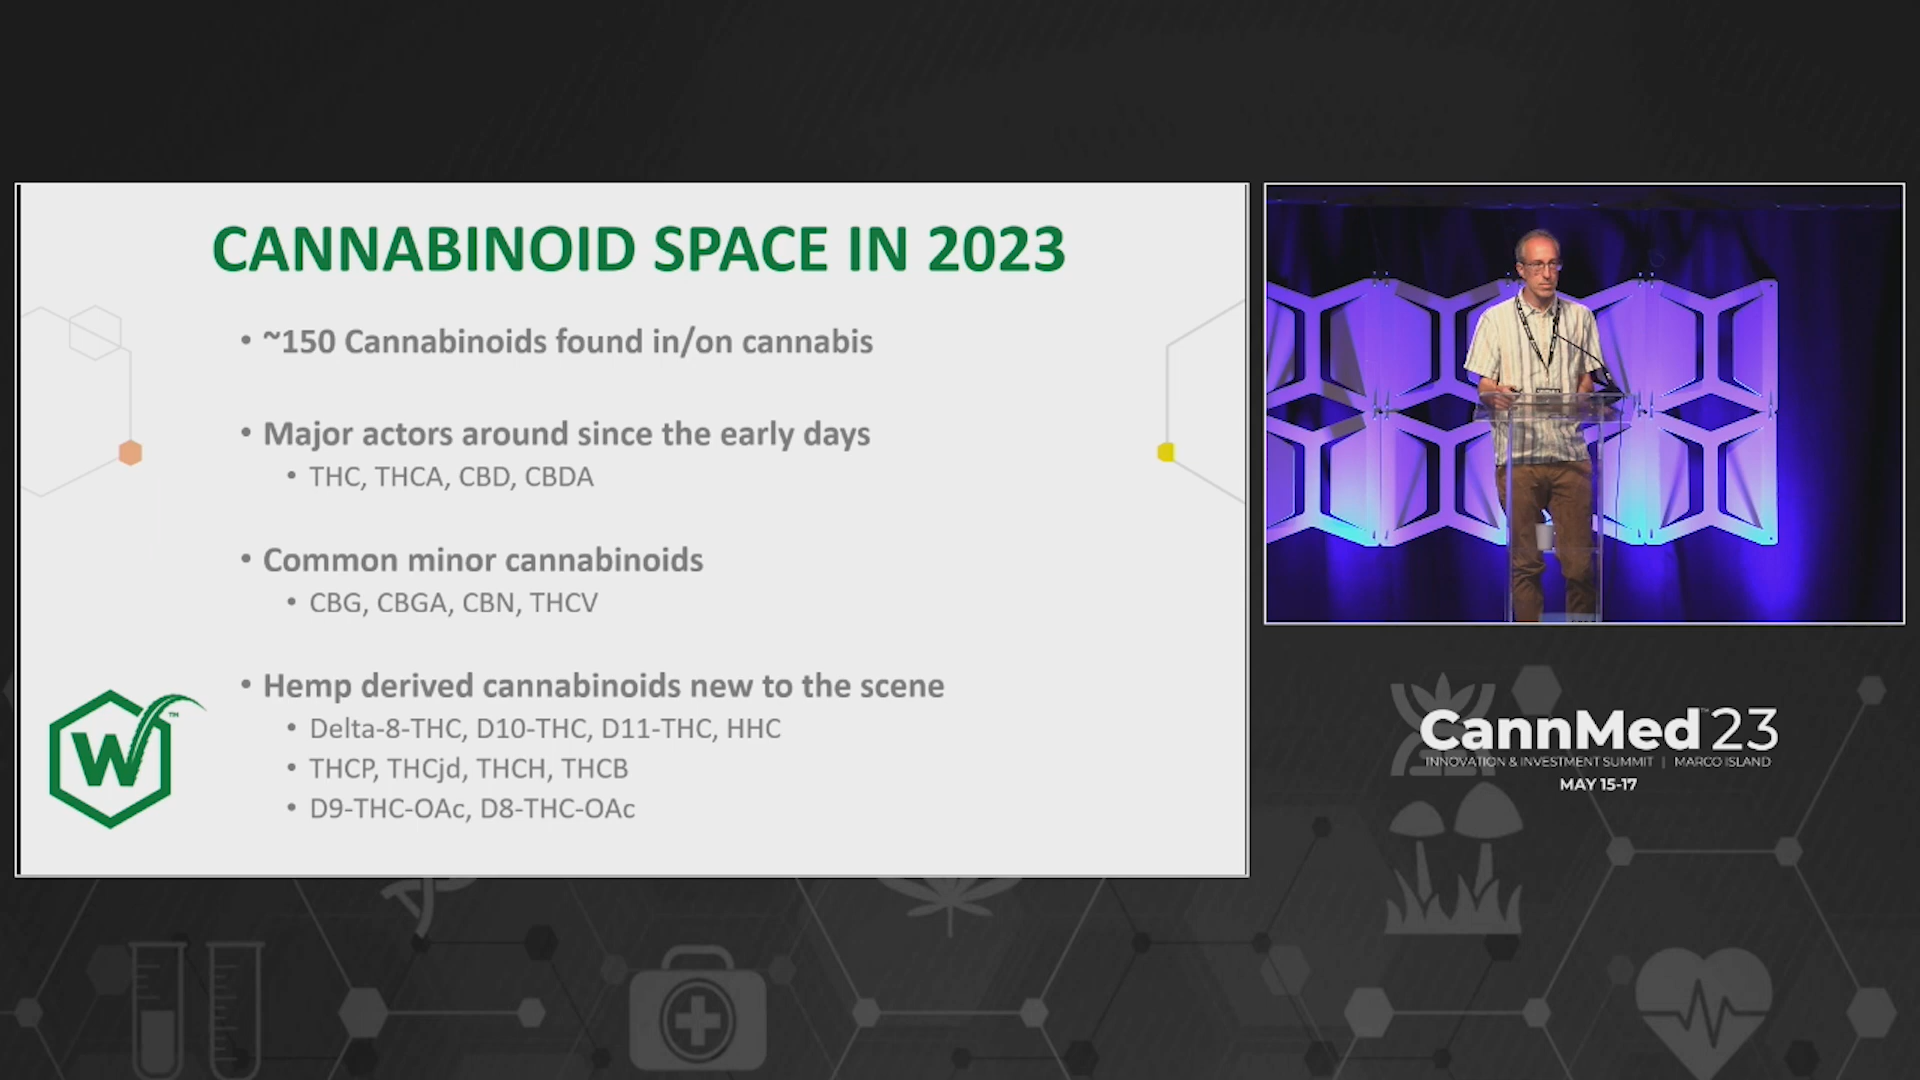 CANNABINOID SPACE IN 2023
• ~150 Cannabinoids found in/on cannabis
• Major actors around since the early days
• THC, THCA, CBD, CBDA
• Common minor cannabinoids
• CBG, CBGA, CBN, THCV
• Hemp derived cannabinoids new to the scene
• Delta-8-THC, D10-THC, D11-THC, HHC
• THCP, THCjd, THCH, THCB
• D9-THC-OAc, D8-THC-OAc
W™
CannMed™23
INNOVATION & INVESTMENT SUMMIT | MARCO ISLAND
MAY 15-17